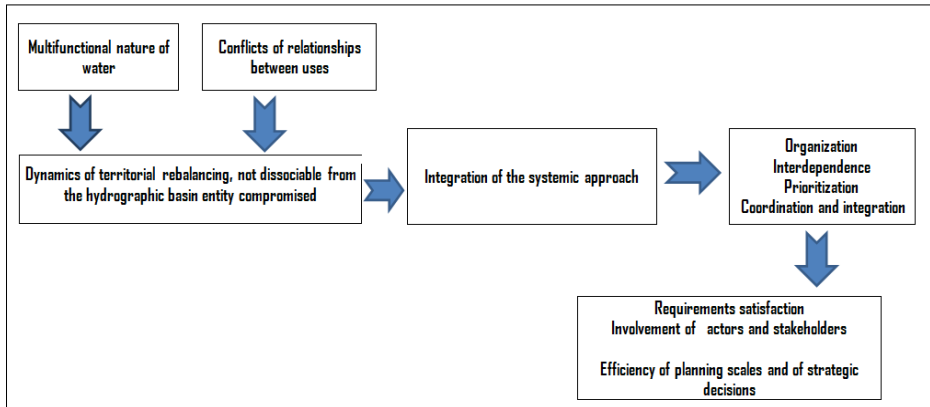 Multifunctional nature of
water
Conflicts of relationships
between uses
Dynamics of territorial rebalancing, not dissociable from
the hydrographic basin entity compromised
Integration of the systemic approach
Organization
Interdependence
Prioritization
Coordination and integration
Requirements satisfaction
Involvement of actors and stakeholders
Efficiency of planning scales and of strategic
decisions